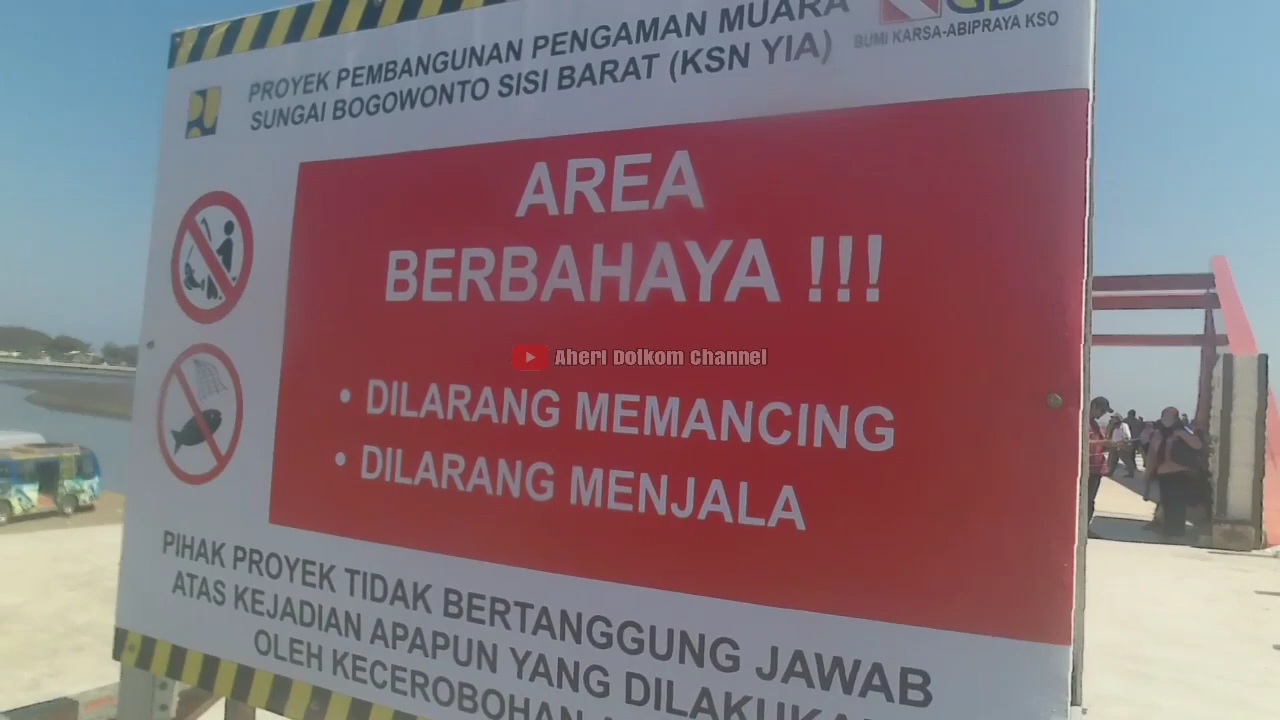 PROYEK PEMBANGUNAN PENGAMAN MUARA
SUNGAI BOGOWONTO SISI BARAT (KSN YIA)
BUMI KARSA-ABIPRAYA KSO
AREA
BERBAHAYA !!!
Aheri Dolkom Channel
• DILARANG MEMANCING
• DILARANG MENJALA
PIHAK PROYEK TIDAK BERTANGGUNG JAWAB
ATAS KEJADIAN APAPUN YANG DILAKUKAN
OLEH KECEROBOHAN